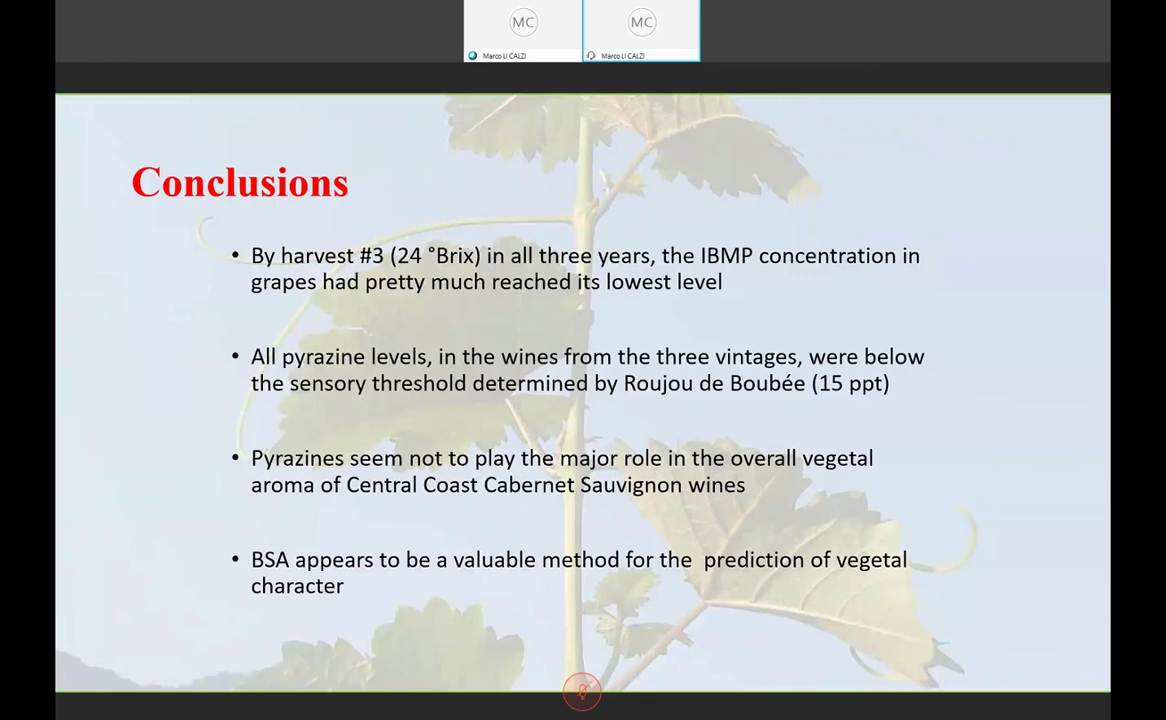 MC
MC
Marco LI CALZI
Marco LI CALZI
Conclusions
• By harvest #3 (24 °Brix) in all three years, the IBMP concentration in
grapes had pretty much reached its lowest level
• All pyrazine levels, in the wines from the three vintages, were below
the sensory threshold determined by Roujou de Boubée (15 ppt)
• Pyrazines seem not to play the major role in the overall vegetal
aroma of Central Coast Cabernet Sauvignon wines
• BSA appears to be a valuable method for the  prediction of vegetal
character